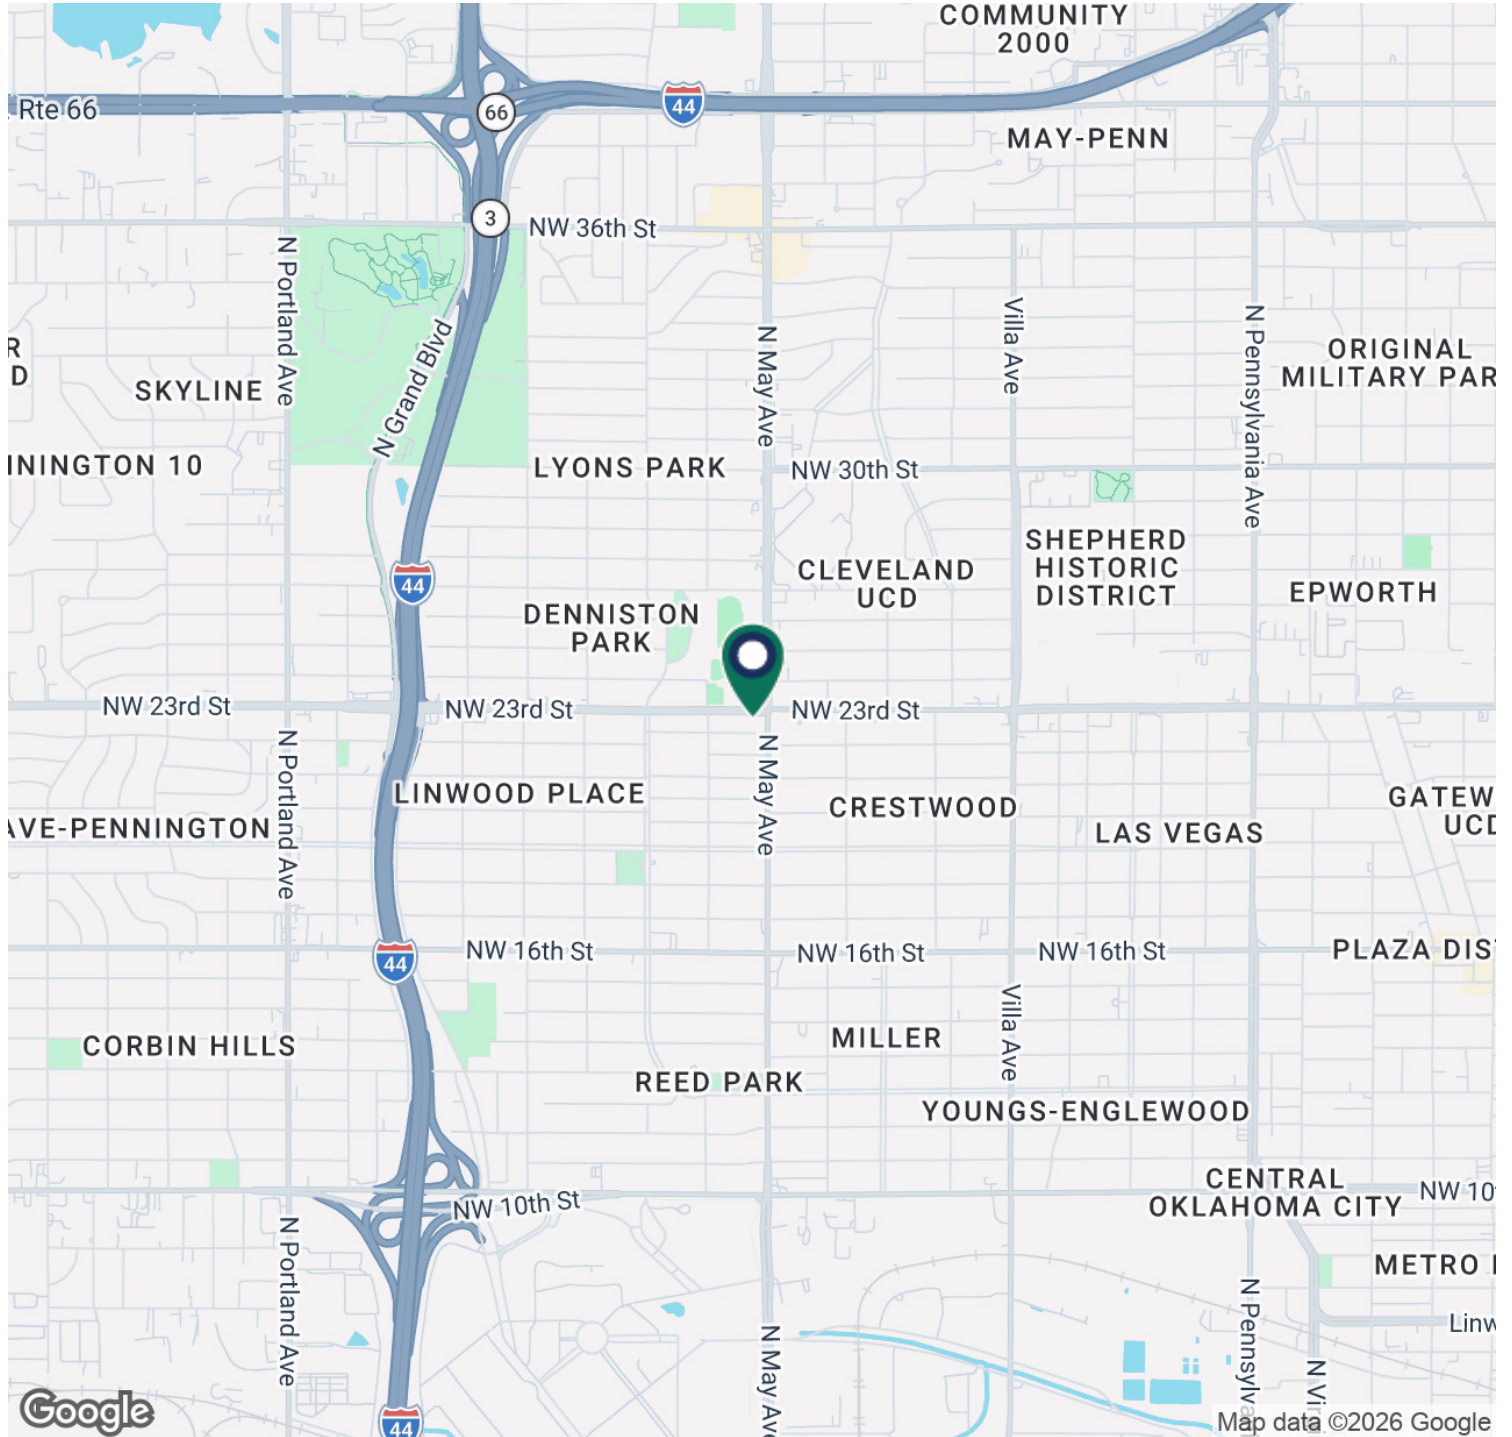 COMMUNITY
2000
Rte 66
66
44
MAY-PENN
3
NW 36th St
N Portland Ave
N Grand Blvd
N May Ave
Villa Ave
N Pennsylvania Ave
R
D
SKYLINE
ORIGINAL
MILITARY PAR
NINGTON 10
LYONS PARK
NW 30th St
44
CLEVELAND
UCD
SHEPHERD
HISTORIC
DISTRICT
EPWORTH
DENNISTON
PARK
NW 23rd St
NW 23rd St
NW 23rd St
N Portland Ave
N May Ave
LINWOOD PLACE
CRESTWOOD
GATEW
UCD
AVE-PENNINGTON
LAS VEGAS
44
NW 16th St
NW 16th St
NW 16th St
PLAZA DIS
Villa Ave
CORBIN HILLS
MILLER
REED PARK
YOUNGS-ENGLEWOOD
CENTRAL
OKLAHOMA CITY
NW 10th St
NW 10
N Portland Ave
METRO
N Pennsylva
N May Av
Linw
N Vir
44
Google
Map data ©2026 Google